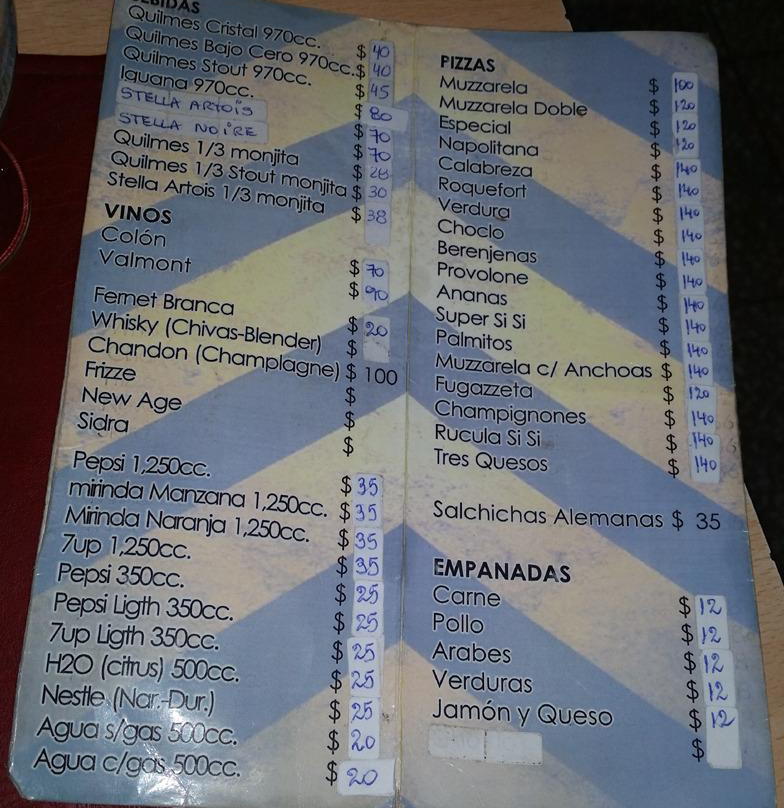 BEBIDAS
Quilmes Cristal 970cc. $ 40
Quilmes Bajo Cero 970cc. $ 40
Quilmes Stout 970cc. $ 45
Iguana 970cc. $ 80
STELLA ARTOIS $ 70
STELLA NOIRE $ 70
Quilmes 1/3 monjita $ 28
Quilmes 1/3 Stout monjita $ 30
Stella Artois 1/3 monjita $ 38
VINOS
Colón $ 70
Valmont $ 90
Fernet Branca $ 20
Whisky (Chivas-Blender) $
Chandon (Champlagne) $ 100
Frizze $
New Age $
Sidra $
Pepsi 1,250cc. $ 35
mirinda Manzana 1,250cc. $ 35
Mirinda Naranja 1,250cc. $ 35
7up 1,250cc. $ 35
Pepsi 350cc. $ 25
Pepsi Ligth 350cc. $ 25
7up Ligth 350cc. $ 25
H2O (citrus) 500cc. $ 25
Nestle (Nar.-Dur.) $ 25
Agua s/gas 500cc. $ 20
Agua c/gas 500cc. $ 20
PIZZAS
Muzzarela $ 100
Muzzarela Doble $ 120
Especial $ 120
Napolitana $ 120
Calabreza $ 140
Roquefort $ 140
Verdura $ 140
Choclo $ 140
Berenjenas $ 140
Provolone $ 140
Ananas $ 140
Super Si Si $ 140
Palmitos $ 140
Muzzarela c/ Anchoas $ 140
Fugazzeta $ 120
Champignones $ 140
Rucula Si Si $ 140
Tres Quesos $ 140
Salchichas Alemanas $ 35
EMPANADAS
Carne $ 12
Pollo $ 12
Arabes $ 12
Verduras $ 12
Jamón y Queso $ 12
$